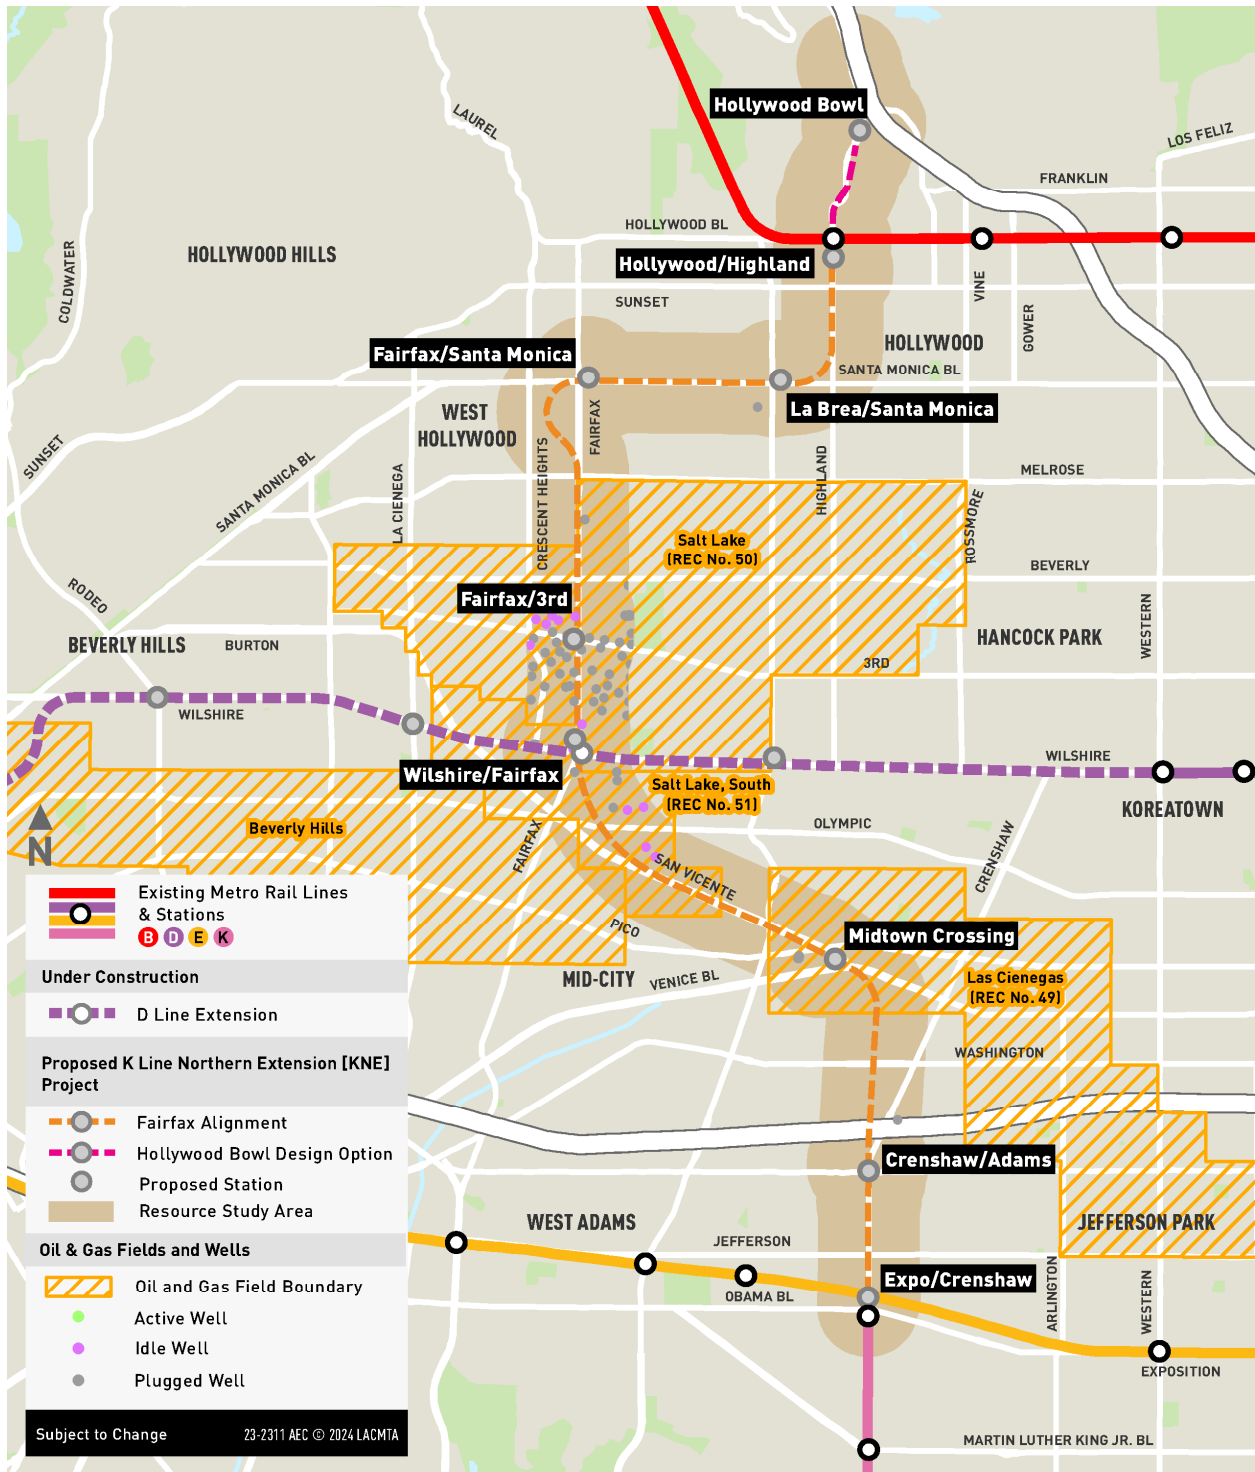 Hollywood Bowl
LAUREL
LOS FELIZ
FRANKLIN
HOLLYWOOD BL
COLDWATER
HOLLYWOOD HILLS
Hollywood/Highland
VINE
SUNSET
GOWER
HOLLYWOOD
Fairfax/Santa Monica
SANTA MONICA BL
La Brea/Santa Monica
WEST
HOLLYWOOD
FAIRFAX
CRESCENT HEIGHTS
SUNSET
SANTA MONICA BL
LA CIENEGA
HIGHLAND
MELROSE
ROSSMORE
Salt Lake
(REC No. 50)
BEVERLY
RODEO
Fairfax/3rd
WESTERN
BEVERLY HILLS
BURTON
HANCOCK PARK
3RD
WILSHIRE
WILSHIRE
Wilshire/Fairfax
Salt Lake, South
(REC No. 51)
KOREATOWN
N
Beverly Hills
OLYMPIC
FAIRFAX
CRENSHAW
SAN VICENTE
PICO
Midtown Crossing
MID-CITY
VENICE BL
Las Cienegas
(REC No. 49)
WASHINGTON
Crenshaw/Adams
WEST ADAMS
JEFFERSON PARK
JEFFERSON
Expo/Crenshaw
OBAMA BL
ARLINGTON
WESTERN
EXPOSITION
MARTIN LUTHER KING JR. BL
Existing Metro Rail Lines
& Stations
B D E K
Under Construction
D Line Extension
Proposed K Line Northern Extension [KNE]
Project
Fairfax Alignment
Hollywood Bowl Design Option
Proposed Station
Resource Study Area
Oil & Gas Fields and Wells
Oil and Gas Field Boundary
Active Well
Idle Well
Plugged Well
Subject to Change
23-2311 AEC © 2024 LACMTA